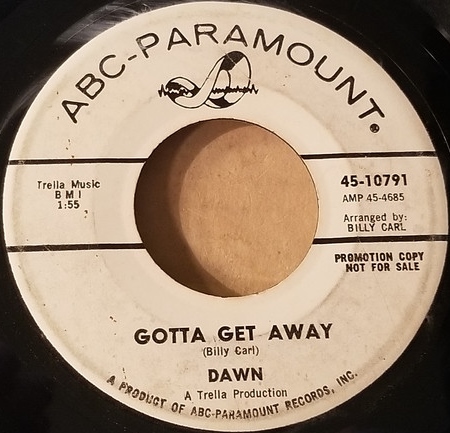 ABC-PARAMOUNT®
Trella Music
BMI
1:55
45-10791
AMP 45-4685
Arranged by:
BILLY CARL
PROMOTION COPY
NOT FOR SALE
GOTTA GET AWAY
(Billy Carl)
DAWN
A Trella Production
A PRODUCT OF ABC-PARAMOUNT RECORDS, INC.